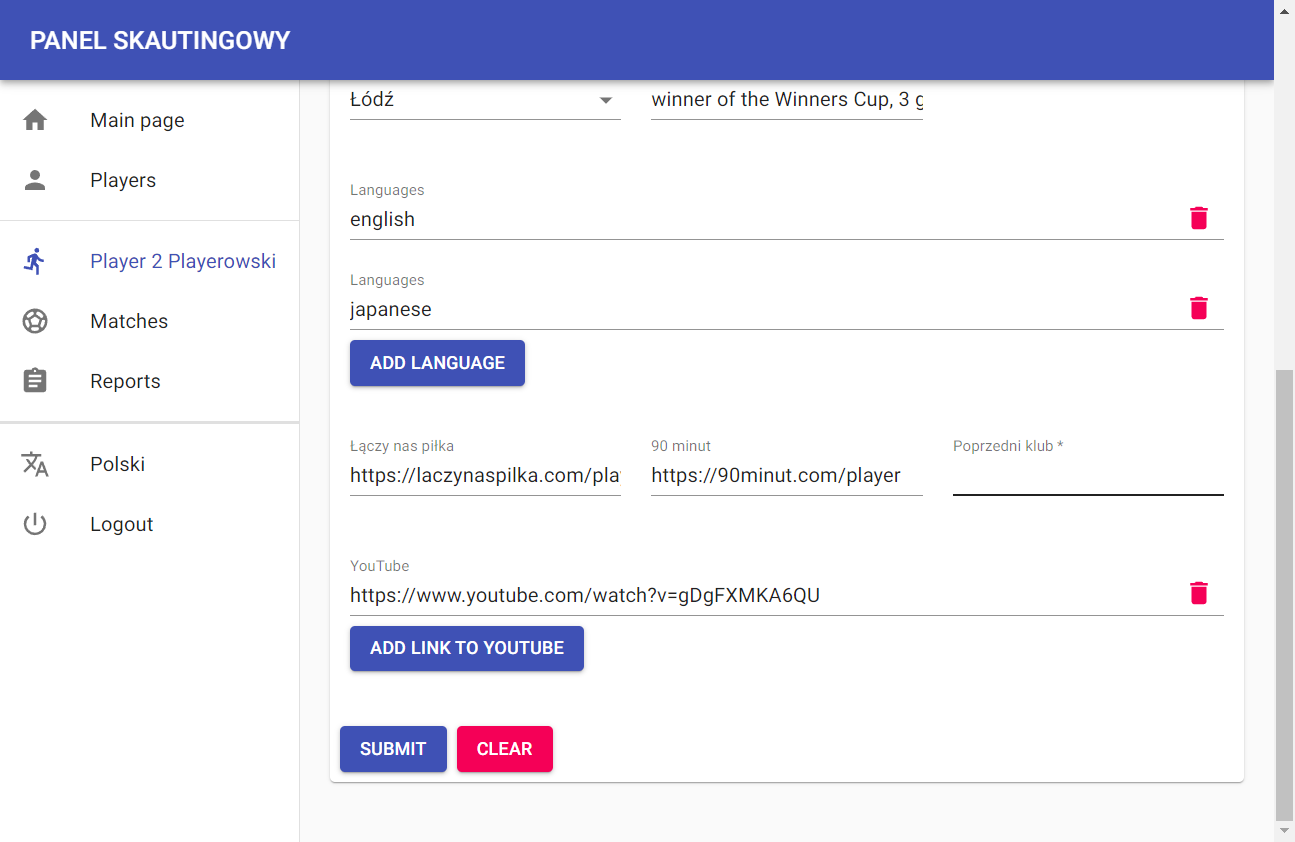 PANEL SKAUTINGOWY
Main page
Players
Player 2 Playerowski
Matches
Reports
Polski
Logout
Łódź
winner of the Winners Cup, 3 g
Languages
english
Languages
japanese
ADD LANGUAGE
Łączy nas piłka
https://laczynaspilka.com/pla
90 minut
https://90minut.com/player
Poprzedni klub *
YouTube
https://www.youtube.com/watch?v=gDgFXMKA6QU
ADD LINK TO YOUTUBE
SUBMIT
CLEAR